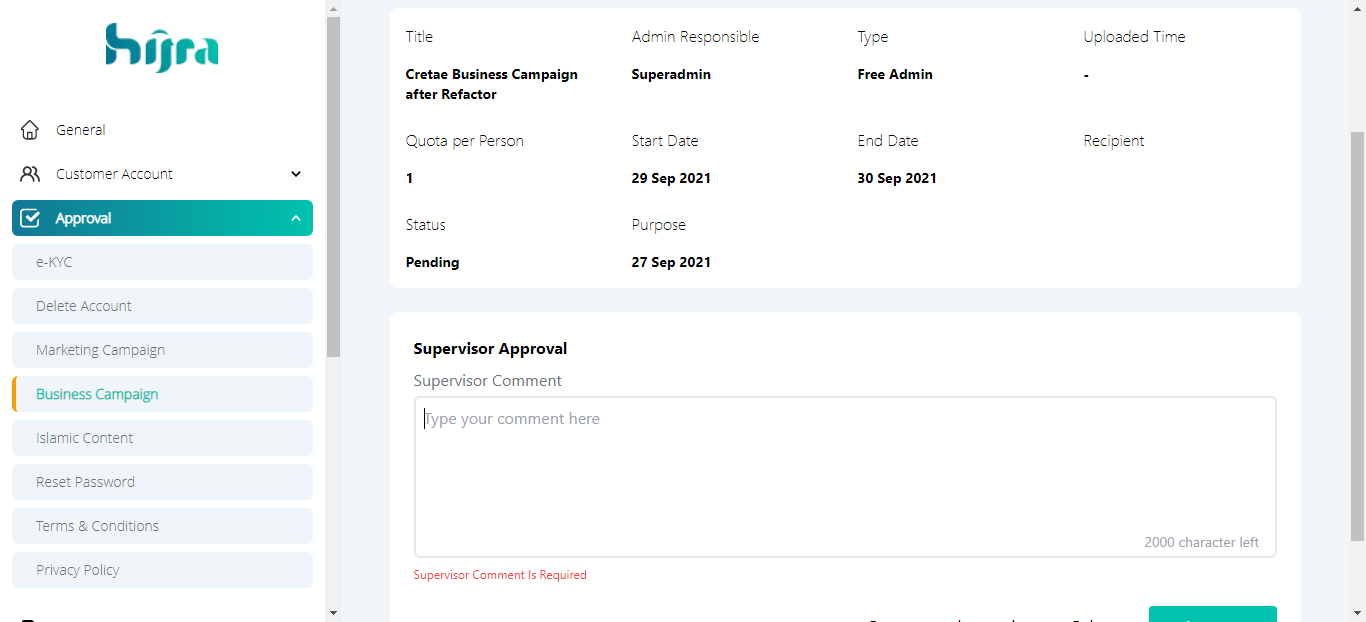 hijra
General
Customer Account
Approval
e-KYC
Delete Account
Marketing Campaign
Business Campaign
Islamic Content
Reset Password
Terms & Conditions
Privacy Policy
Title
Admin Responsible
Type
Uploaded Time
Cretae Business Campaign
after Refactor
Superadmin
Free Admin
-
Quota per Person
Start Date
End Date
Recipient
1
29 Sep 2021
30 Sep 2021
Status
Purpose
Pending
27 Sep 2021
Supervisor Approval
Supervisor Comment
Type your comment here
2000 character left
Supervisor Comment Is Required